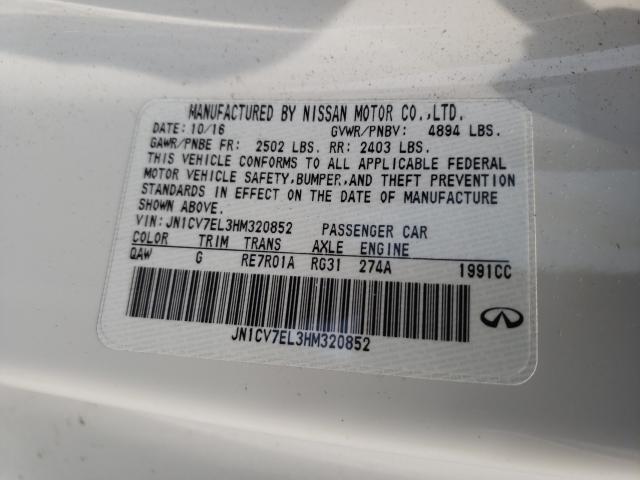 MANUFACTURED BY NISSAN MOTOR CO.,LTD.
DATE: 10/16 GVWR/PNBV: 4894 LBS.
GAWR/PNBE FR: 2502 LBS. RR: 2403 LBS.
THIS VEHICLE CONFORMS TO ALL APPLICABLE FEDERAL
MOTOR VEHICLE SAFETY, BUMPER, AND THEFT PREVENTION
STANDARDS IN EFFECT ON THE DATE OF MANUFACTURE
SHOWN ABOVE.
VIN: JN1CV7EL3HM320852 PASSENGER CAR
COLOR TRIM TRANS AXLE ENGINE
QAW G RE7R01A RG31 274A 1991CC
JN1CV7EL3HM320852